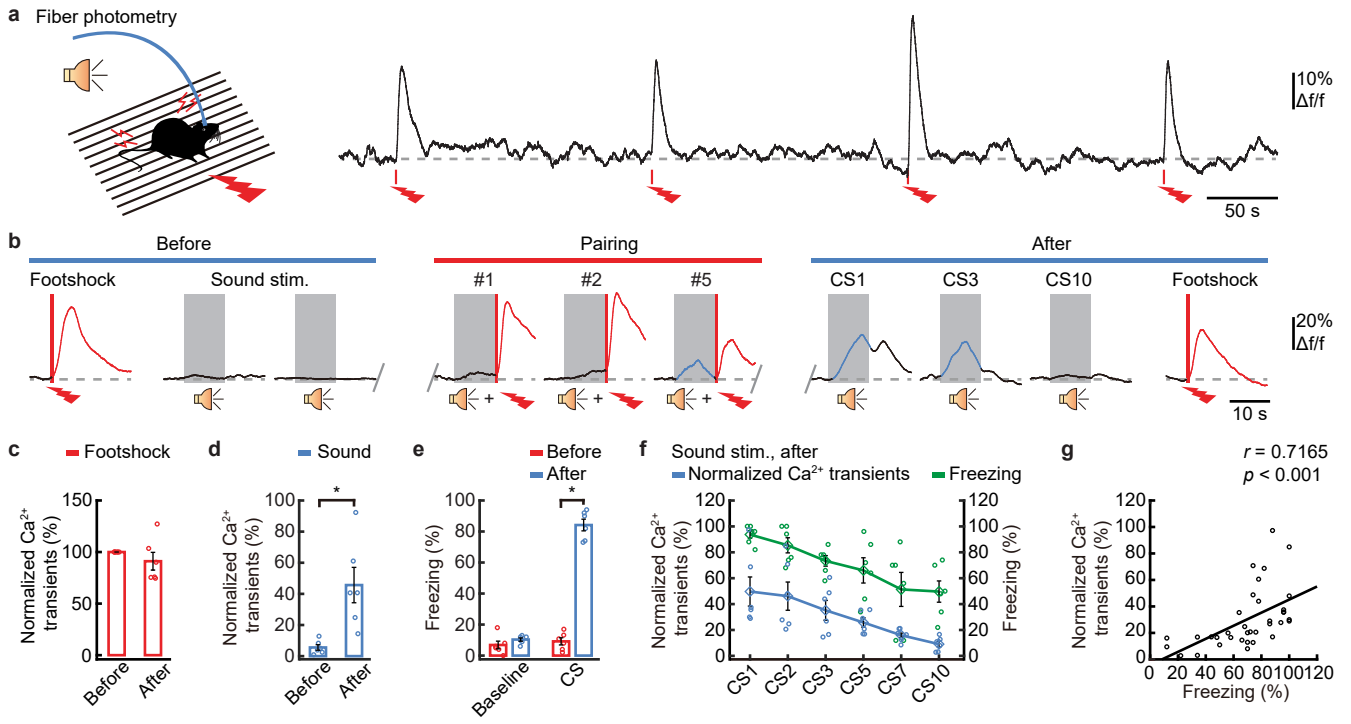 a Fiber photometry
10%
Δf/f
50 s
b Before Pairing After
Footshock Sound stim. #1 #2 #5 CS1 CS3 CS10 Footshock
20%
Δf/f
+ + +
10 s
c Footshock
Normalized Ca²⁺
transients (%)
150
100
50
0
Before After
d Sound
Normalized Ca²⁺
transients (%)
100
80
60
40
20
0
*
Before After
e Before
After
Freezing (%)
100
80
60
40
20
0
*
Baseline CS
f Sound stim., after
Normalized Ca²⁺ transients Freezing
Normalized Ca²⁺
transients (%)
120
100
80
60
40
20
0
120
100
80
60
40
20
0
Freezing (%)
CS1 CS2 CS3 CS5 CS7 CS10
g r = 0.7165
p < 0.001
Normalized Ca²⁺
transients (%)
120
100
80
60
40
20
0
0 20 40 60 80 100 120
Freezing (%)